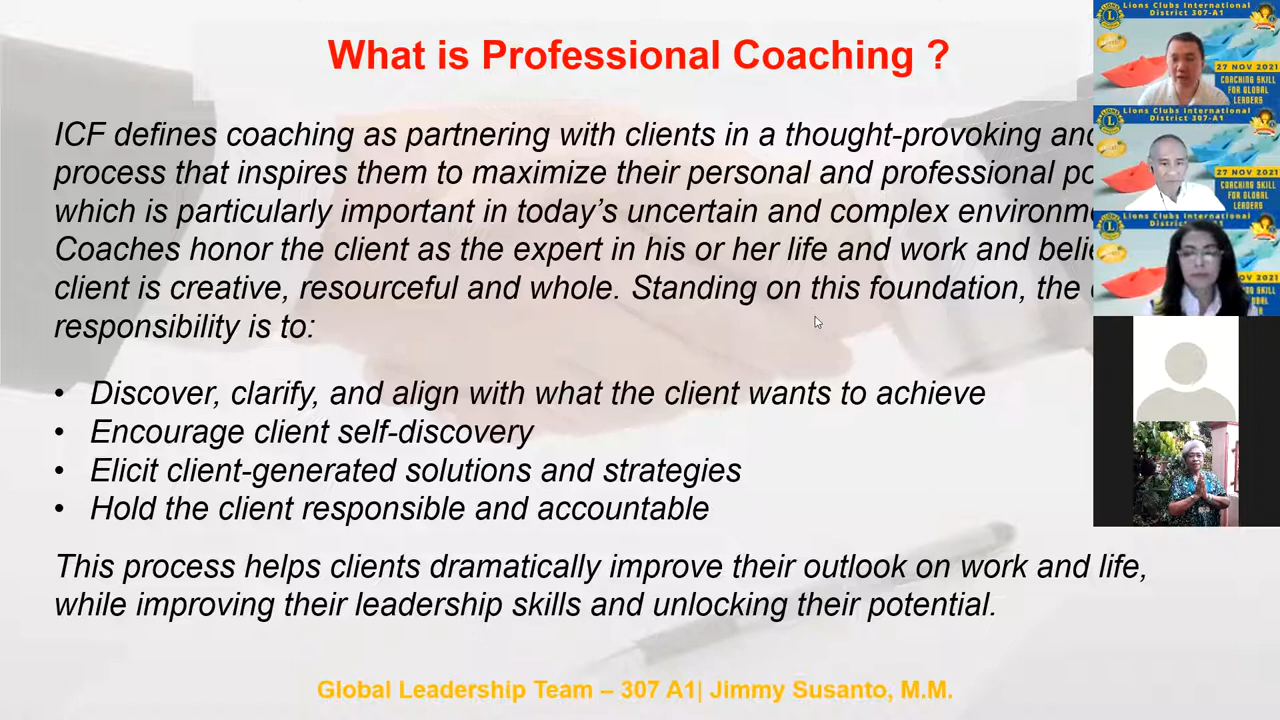 What is Professional Coaching ?
ICF defines coaching as partnering with clients in a thought-provoking
process that inspires them to maximize their personal and professional
which is particularly important in today's uncertain and complex
Coaches honor the client as the expert in his or her life and work and
client is creative, resourceful and whole. Standing on this foundation, the
responsibility is to:
• Discover, clarify, and align with what the client wants to achieve
• Encourage client self-discovery
• Elicit client-generated solutions and strategies
• Hold the client responsible and accountable
This process helps clients dramatically improve their outlook on work and life,
while improving their leadership skills and unlocking their potential.
Global Leadership Team – 307 A1| Jimmy Susanto, M.M.
Lions Clubs International
District 307-A1
27 NOV 2021
COACHING SKILL
FOR GLOBAL
LEADERS
Lions Clubs International
District 307-A1
27 NOV 2021
COACHING SKILL
FOR GLOBAL
LEADERS
Lions Clubs International
NOV 2021